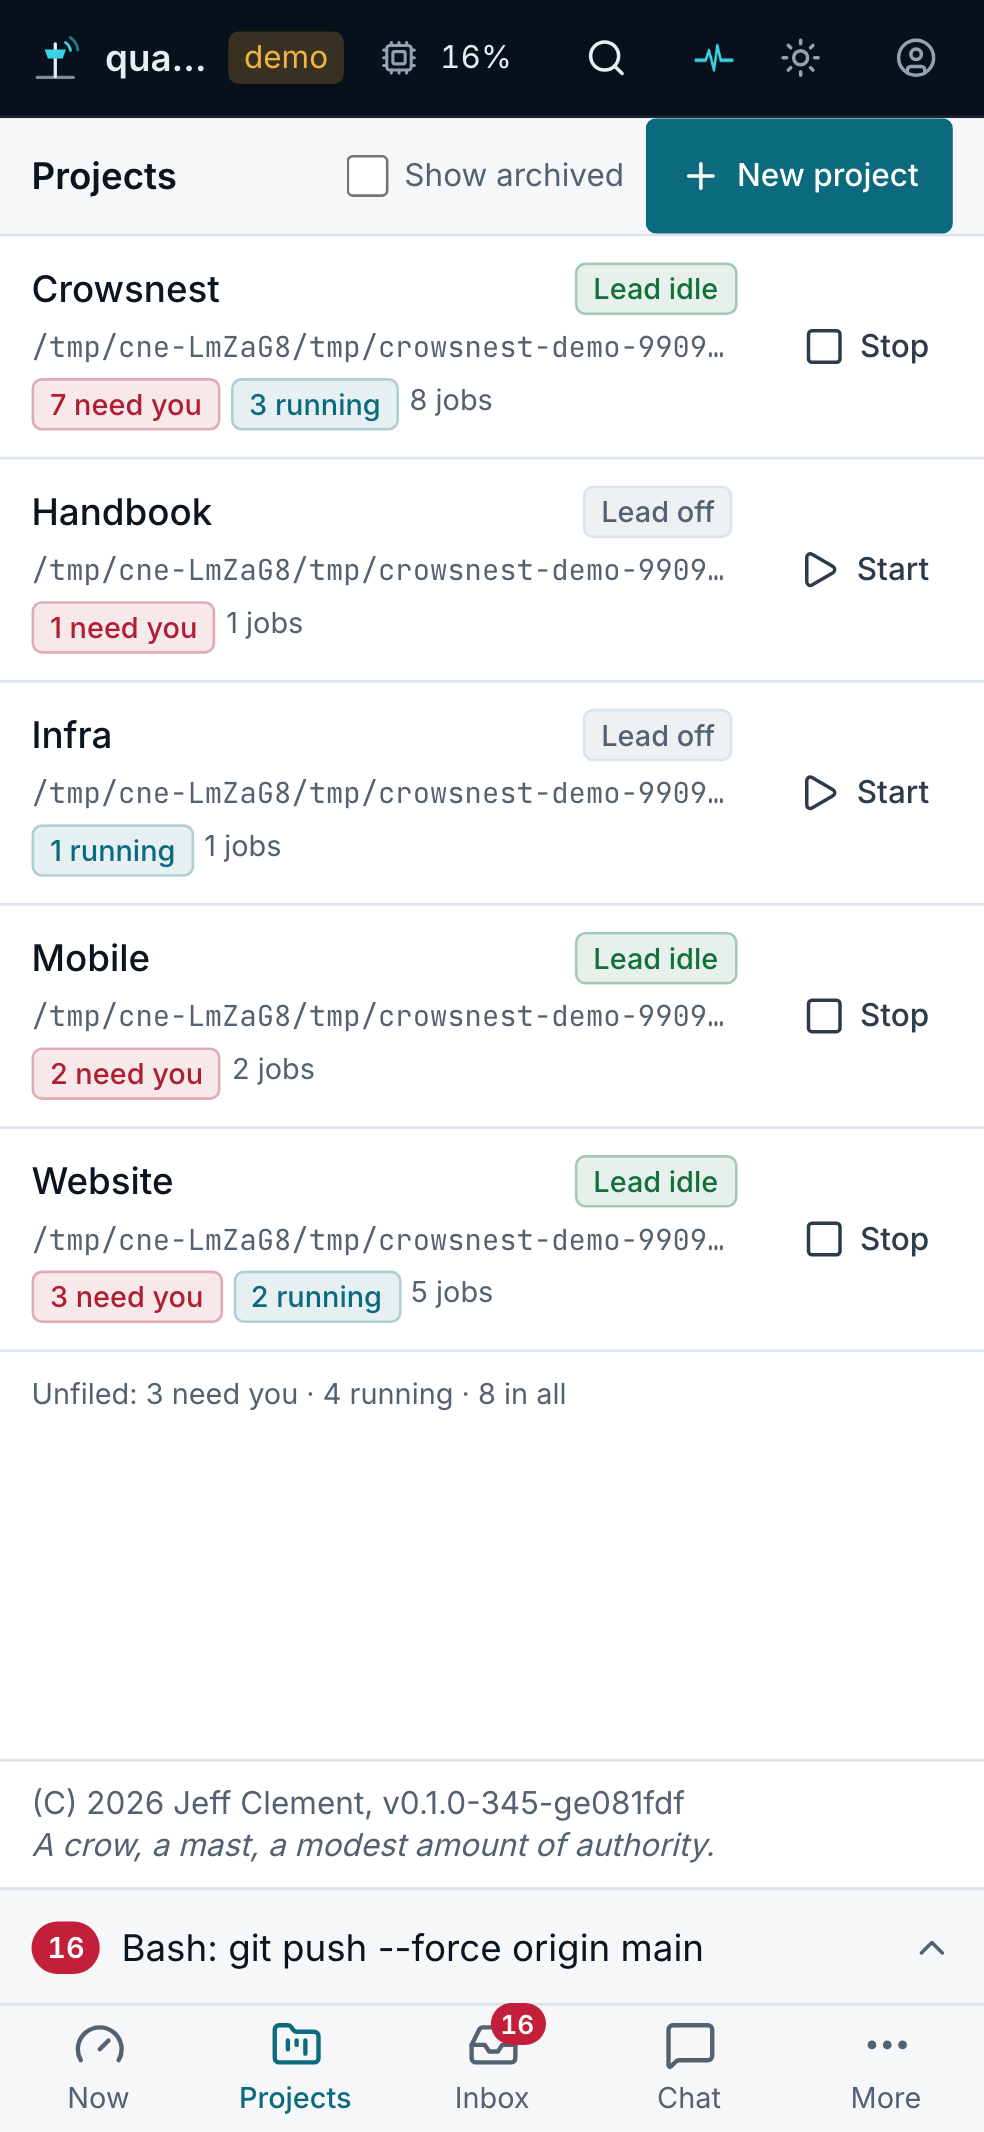 qua... demo 16%
Projects Show archived New project
Crowsnest Lead idle
/tmp/cne-LmZaG8/tmp/crowsnest-demo-9909… Stop
7 need you 3 running 8 jobs
Handbook Lead off
/tmp/cne-LmZaG8/tmp/crowsnest-demo-9909… Start
1 need you 1 jobs
Infra Lead off
/tmp/cne-LmZaG8/tmp/crowsnest-demo-9909… Start
1 running 1 jobs
Mobile Lead idle
/tmp/cne-LmZaG8/tmp/crowsnest-demo-9909… Stop
2 need you 2 jobs
Website Lead idle
/tmp/cne-LmZaG8/tmp/crowsnest-demo-9909… Stop
3 need you 2 running 5 jobs
Unfiled: 3 need you · 4 running · 8 in all
(C) 2026 Jeff Clement, v0.1.0-345-ge081fdf
A crow, a mast, a modest amount of authority.
16 Bash: git push --force origin main
16
Now Projects Inbox Chat More